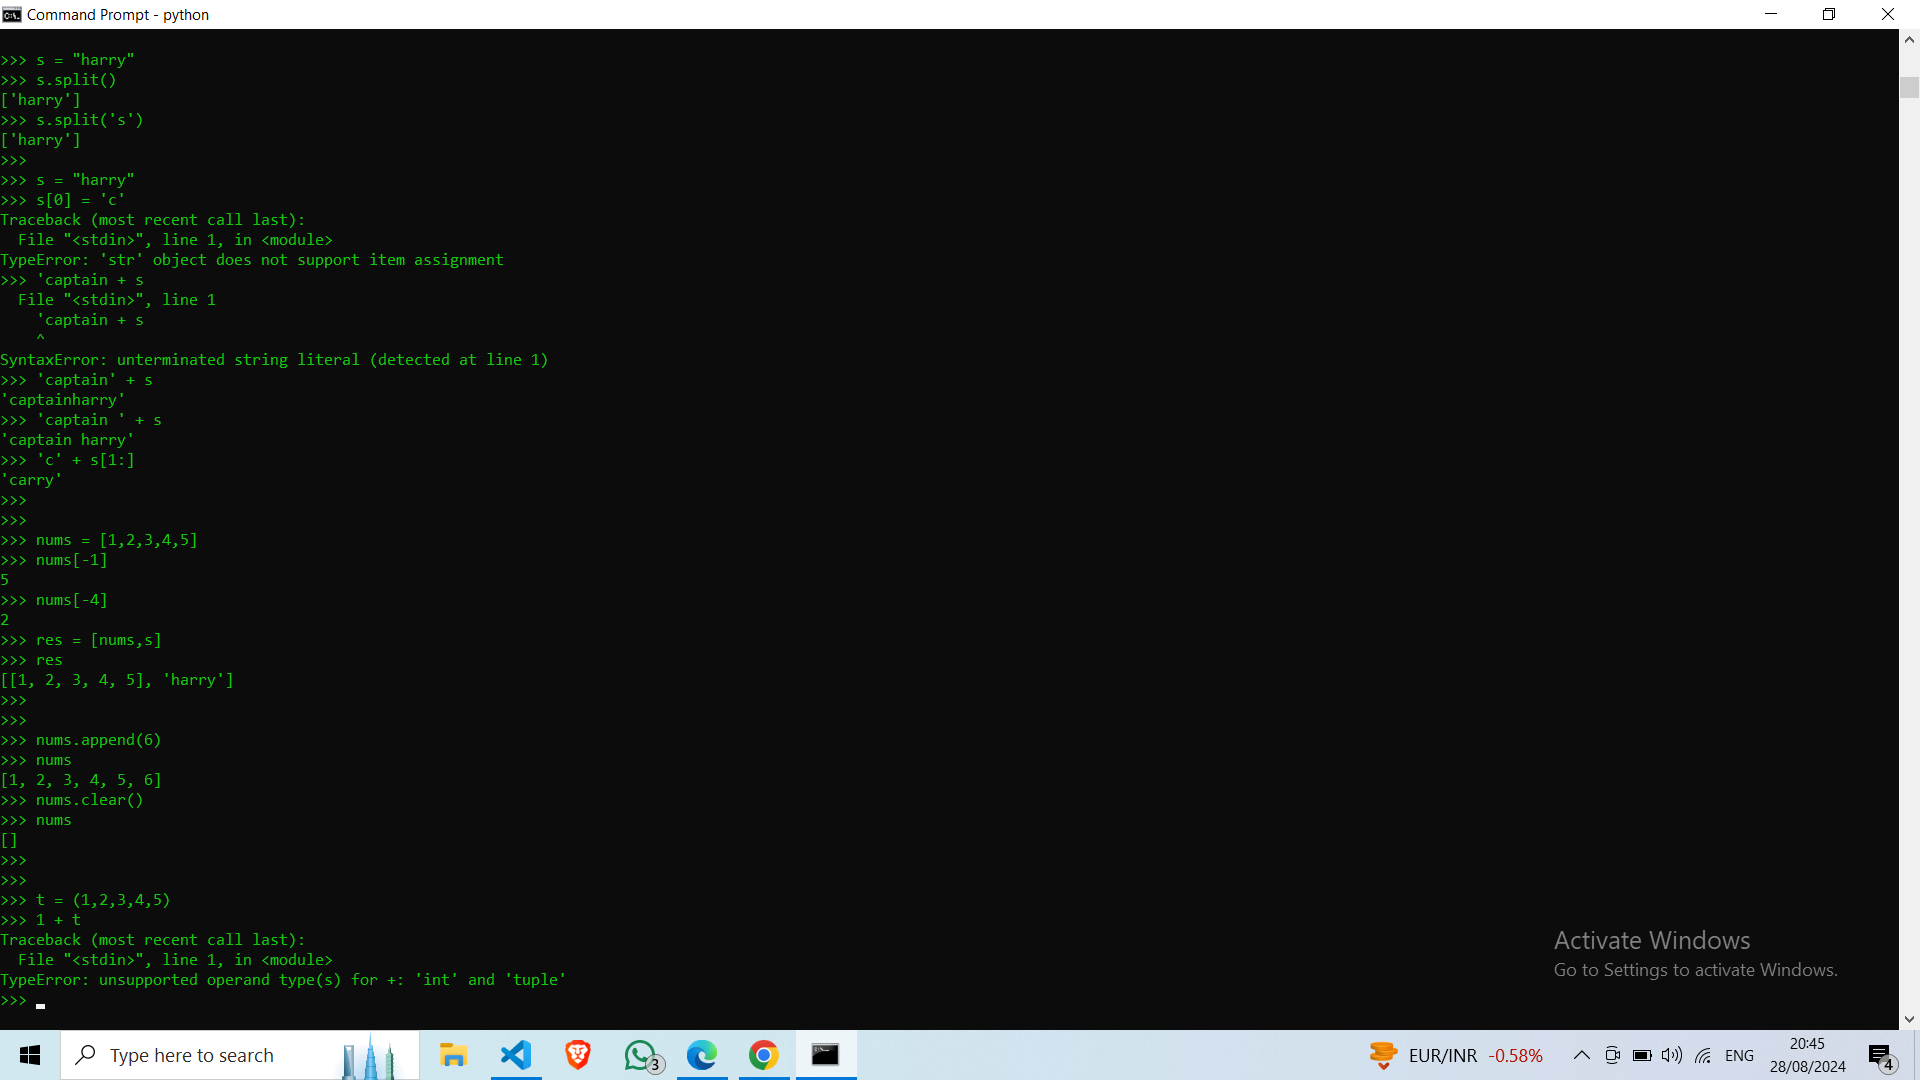 Command Prompt - python
>>> s = "harry"
>>> s.split()
['harry']
>>> s.split('s')
['harry']
>>>
>>> s = "harry"
>>> s[0] = 'c'
Traceback (most recent call last):
  File "<stdin>", line 1, in <module>
TypeError: 'str' object does not support item assignment
>>> 'captain + s
  File "<stdin>", line 1
    'captain + s
    ^
SyntaxError: unterminated string literal (detected at line 1)
>>> 'captain' + s
'captainharry'
>>> 'captain ' + s
'captain harry'
>>> 'c' + s[1:]
'carry'
>>>
>>>
>>> nums = [1,2,3,4,5]
>>> nums[-1]
5
>>> nums[-4]
2
>>> res = [nums,s]
>>> res
[[1, 2, 3, 4, 5], 'harry']
>>>
>>>
>>> nums.append(6)
>>> nums
[1, 2, 3, 4, 5, 6]
>>> nums.clear()
>>> nums
[]
>>>
>>>
>>> t = (1,2,3,4,5)
>>> 1 + t
Traceback (most recent call last):
  File "<stdin>", line 1, in <module>
TypeError: unsupported operand type(s) for +: 'int' and 'tuple'
>>>
Activate Windows
Go to Settings to activate Windows.
Type here to search
3
EUR/INR -0.58%
ENG
20:45
28/08/2024
4